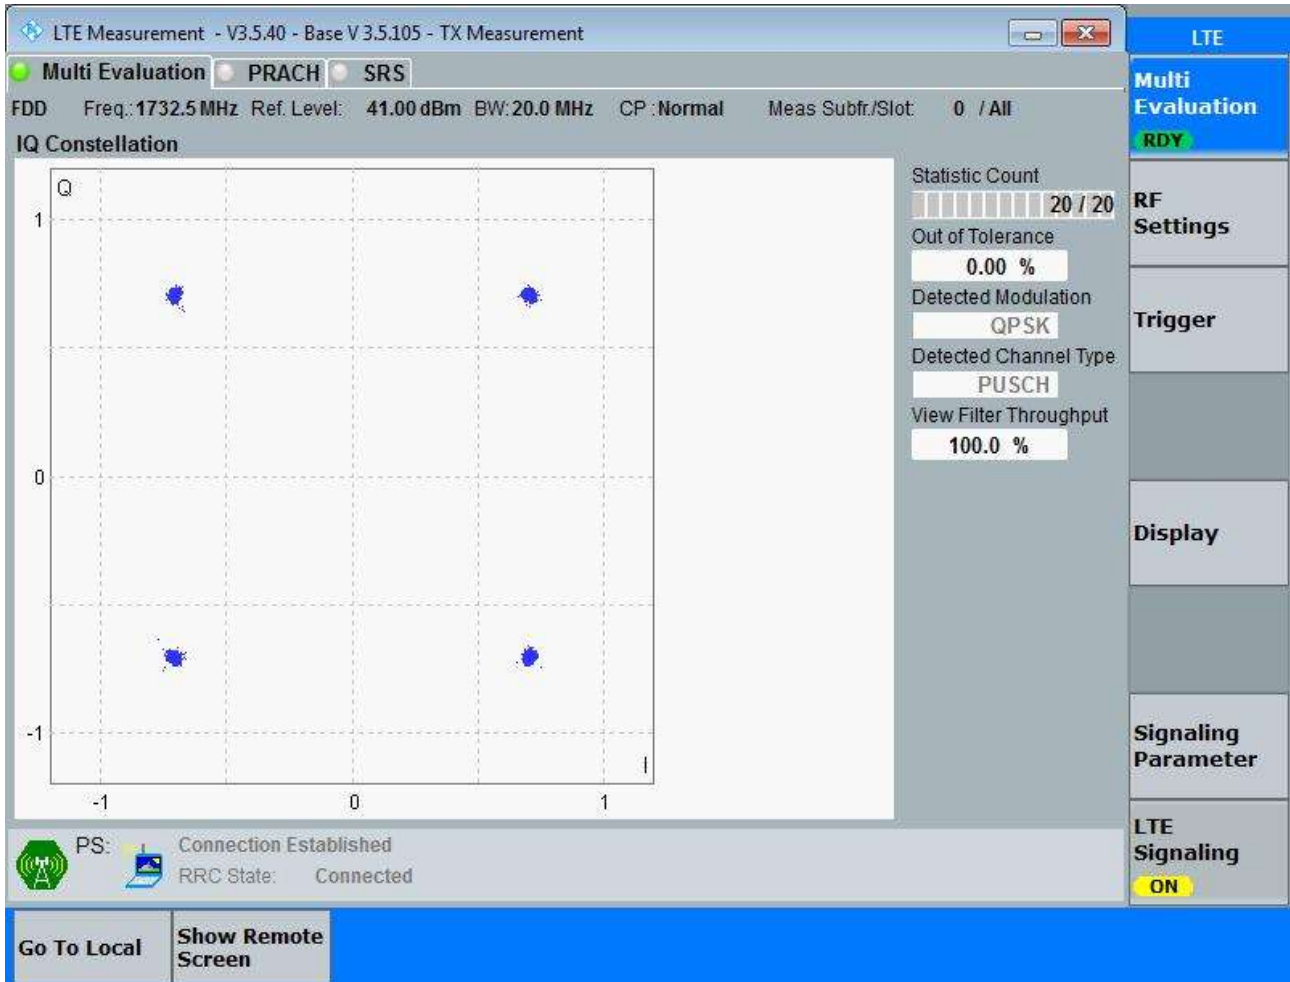 LTE Measurement - V3.5.40 - Base V 3.5.105 - TX Measurement
LTE
Multi Evaluation PRACH SRS
Multi
Evaluation
RDY
FDD Freq.:1732.5 MHz Ref. Level: 41.00 dBm BW:20.0 MHz CP :Normal Meas Subfr./Slot: 0 / All
IQ Constellation
Q
1
0
-1
-1 0 1
I
Statistic Count
20 / 20
Out of Tolerance
0.00 %
Detected Modulation
QPSK
Detected Channel Type
PUSCH
View Filter Throughput
100.0 %
RF
Settings
Trigger
Display
Signaling
Parameter
LTE
Signaling
ON
PS: Connection Established
RRC State: Connected
Go To Local
Show Remote
Screen